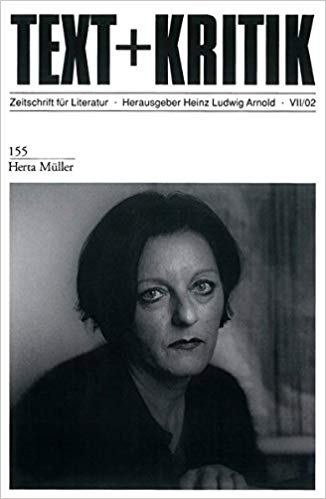 TEXT+KRITIK
Zeitschrift für Literatur · Herausgeber Heinz Ludwig Arnold · VII/02
155
Herta Müller